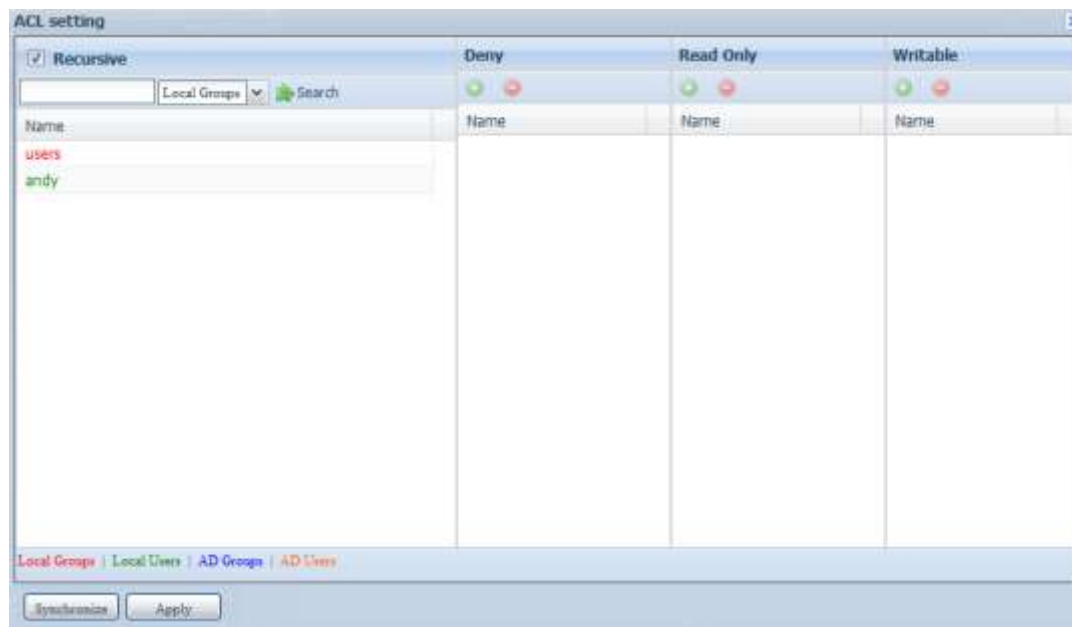 ACL setting
Recursive
Deny
Read Only
Writable
Local Groups
Search
Name
Name
Name
Name
users
andy
Local Groups | Local Users | AD Groups | AD Users
Synchronize
Apply